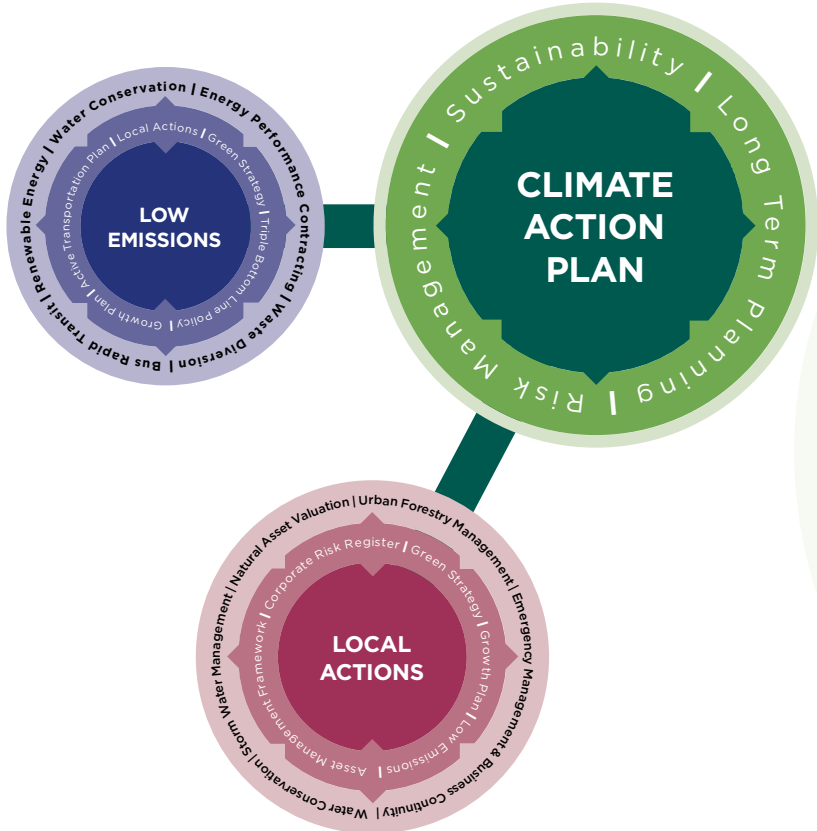 CLIMATE
ACTION
PLAN
Sustainability | Long Term Planning | Risk Management |
LOW
EMISSIONS
Local Actions | Green Strategy | Triple Bottom Line Policy | Growth Plan | Active Transportation Plan |
Water Conservation | Energy Performance Contracting | Waste Diversion | Bus Rapid Transit | Renewable Energy |
LOCAL
ACTIONS
Corporate Risk Register | Green Strategy | Growth Plan | Low Emissions | Asset Management Framework |
Natural Asset Valuation | Urban Forestry Management | Emergency Management & Business Continuity | Water Conservation | Storm Water Management |